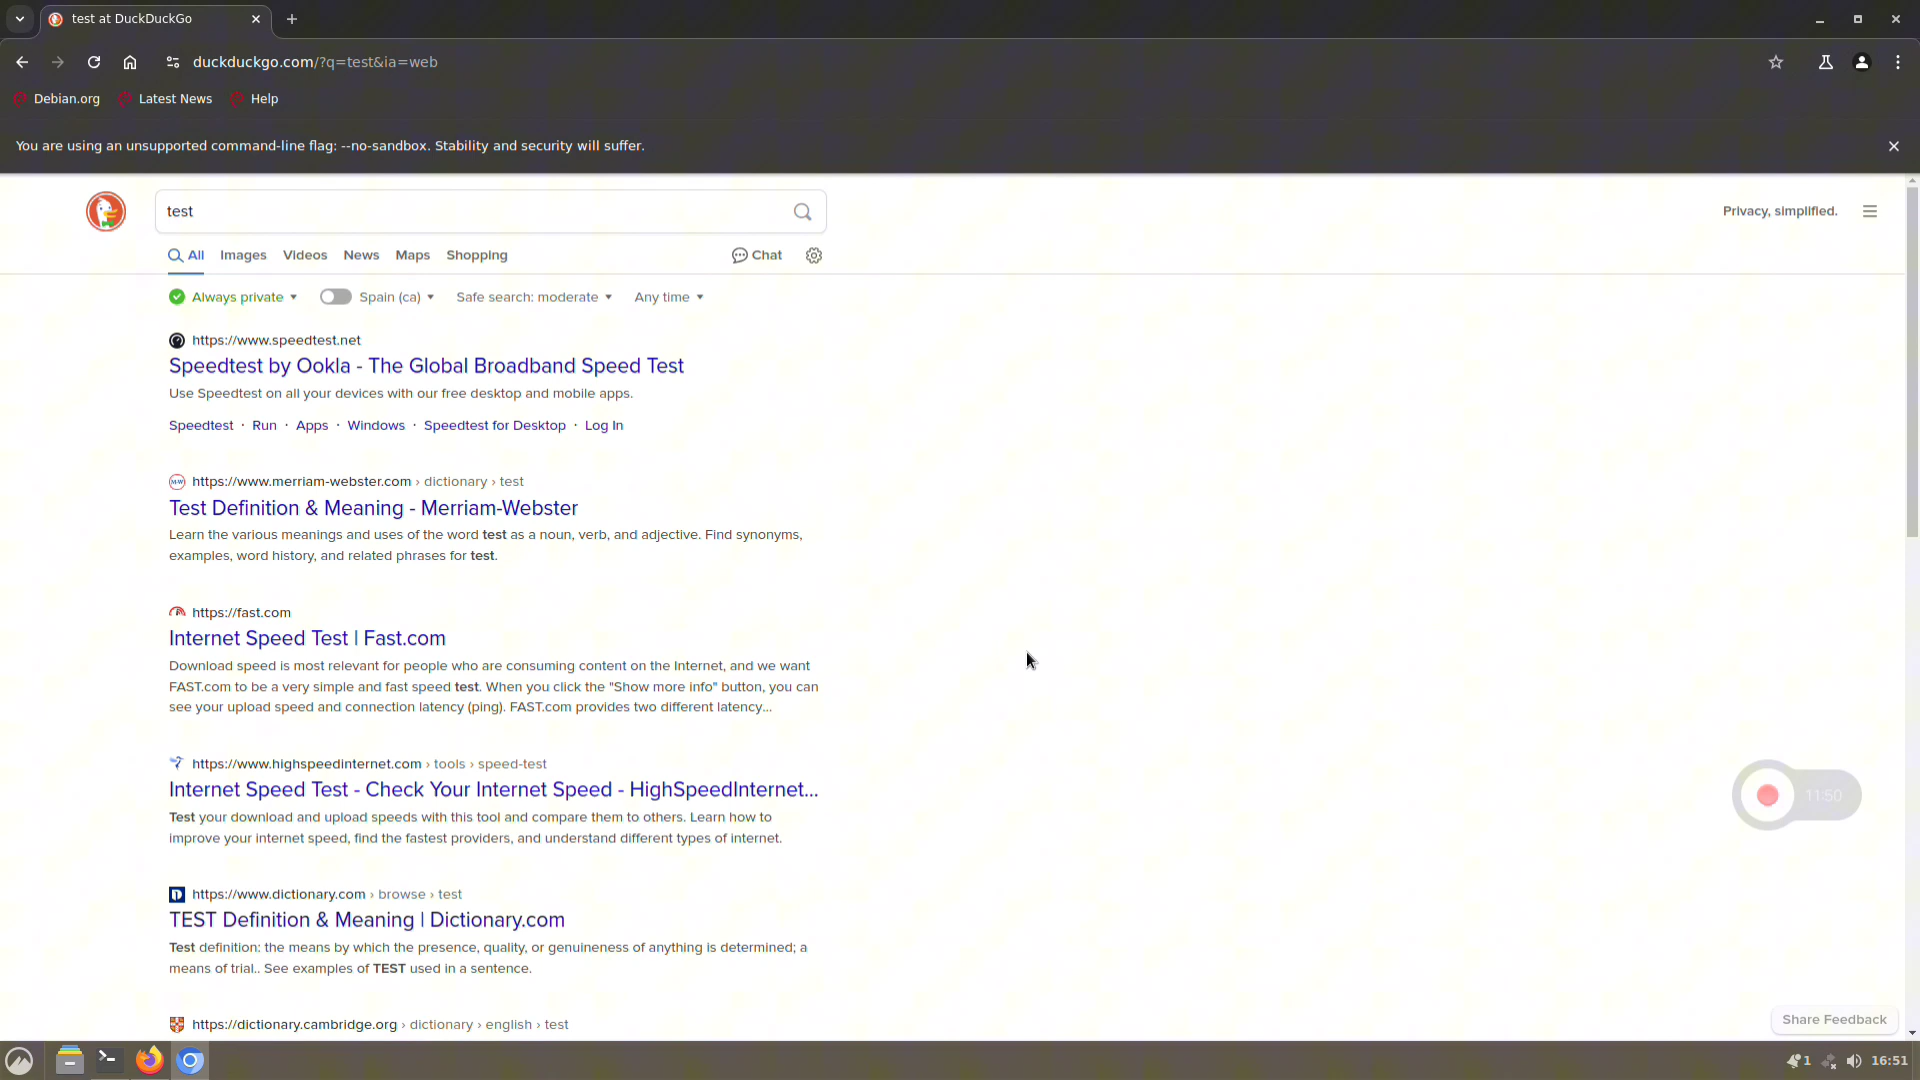 test at DuckDuckGo
duckduckgo.com/?q=test&ia=web
Debian.org Latest News Help
You are using an unsupported command-line flag: --no-sandbox. Stability and security will suffer.
test
Privacy, simplified.
All Images Videos News Maps Shopping Chat
Always private Spain (ca) Safe search: moderate Any time
https://www.speedtest.net
Speedtest by Ookla - The Global Broadband Speed Test
Use Speedtest on all your devices with our free desktop and mobile apps.
Speedtest · Run · Apps · Windows · Speedtest for Desktop · Log In
https://www.merriam-webster.com › dictionary › test
Test Definition & Meaning - Merriam-Webster
Learn the various meanings and uses of the word test as a noun, verb, and adjective. Find synonyms,
examples, word history, and related phrases for test.
https://fast.com
Internet Speed Test | Fast.com
Download speed is most relevant for people who are consuming content on the Internet, and we want
FAST.com to be a very simple and fast speed test. When you click the "Show more info" button, you can
see your upload speed and connection latency (ping). FAST.com provides two different latency...
https://www.highspeedinternet.com › tools › speed-test
Internet Speed Test - Check Your Internet Speed - HighSpeedInternet...
Test your download and upload speeds with this tool and compare them to others. Learn how to
improve your internet speed, find the fastest providers, and understand different types of internet.
11:50
https://www.dictionary.com › browse › test
TEST Definition & Meaning | Dictionary.com
Test definition: the means by which the presence, quality, or genuineness of anything is determined; a
means of trial.. See examples of TEST used in a sentence.
https://dictionary.cambridge.org › dictionary › english › test
Share Feedback
1 16:51